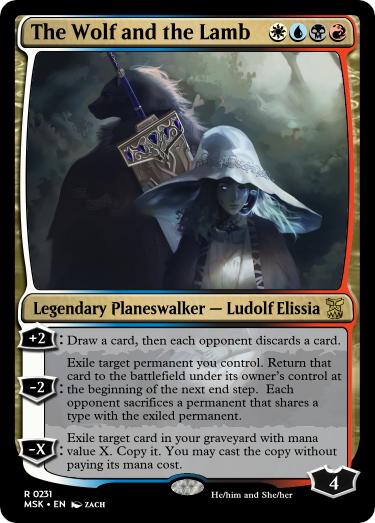 The Wolf and the Lamb
Legendary Planeswalker — Ludolf Elissia
+2: Draw a card, then each opponent discards a card.
Exile target permanent you control. Return that
card to the battlefield under its owner's control at
-2: the beginning of the next end step.  Each
opponent sacrifices a permanent that shares a
type with the exiled permanent.
Exile target card in your graveyard with mana
-X: value X. Copy it. You may cast the copy without
paying its mana cost.
4
R 0231
MSK • EN ZACH
He/him and She/her